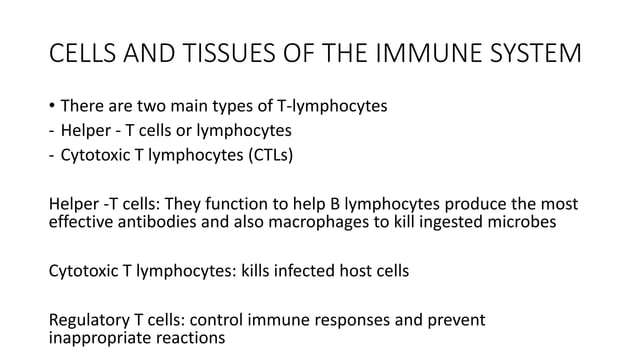 CELLS AND TISSUES OF THE IMMUNE SYSTEM
• There are two main types of T-lymphocytes
- Helper - T cells or lymphocytes
- Cytotoxic T lymphocytes (CTLs)
Helper -T cells: They function to help B lymphocytes produce the most
effective antibodies and also macrophages to kill ingested microbes
Cytotoxic T lymphocytes: kills infected host cells
Regulatory T cells: control immune responses and prevent
inappropriate reactions